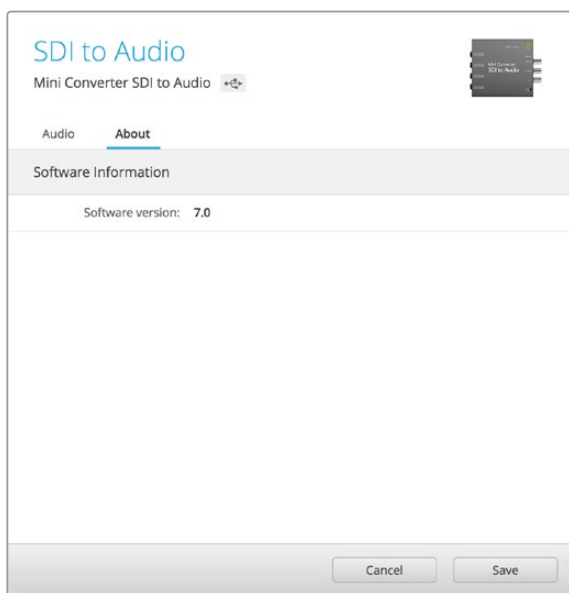 SDI to Audio
Mini Converter SDI to Audio
Audio About
Software Information
Software version: 7.0
Cancel Save